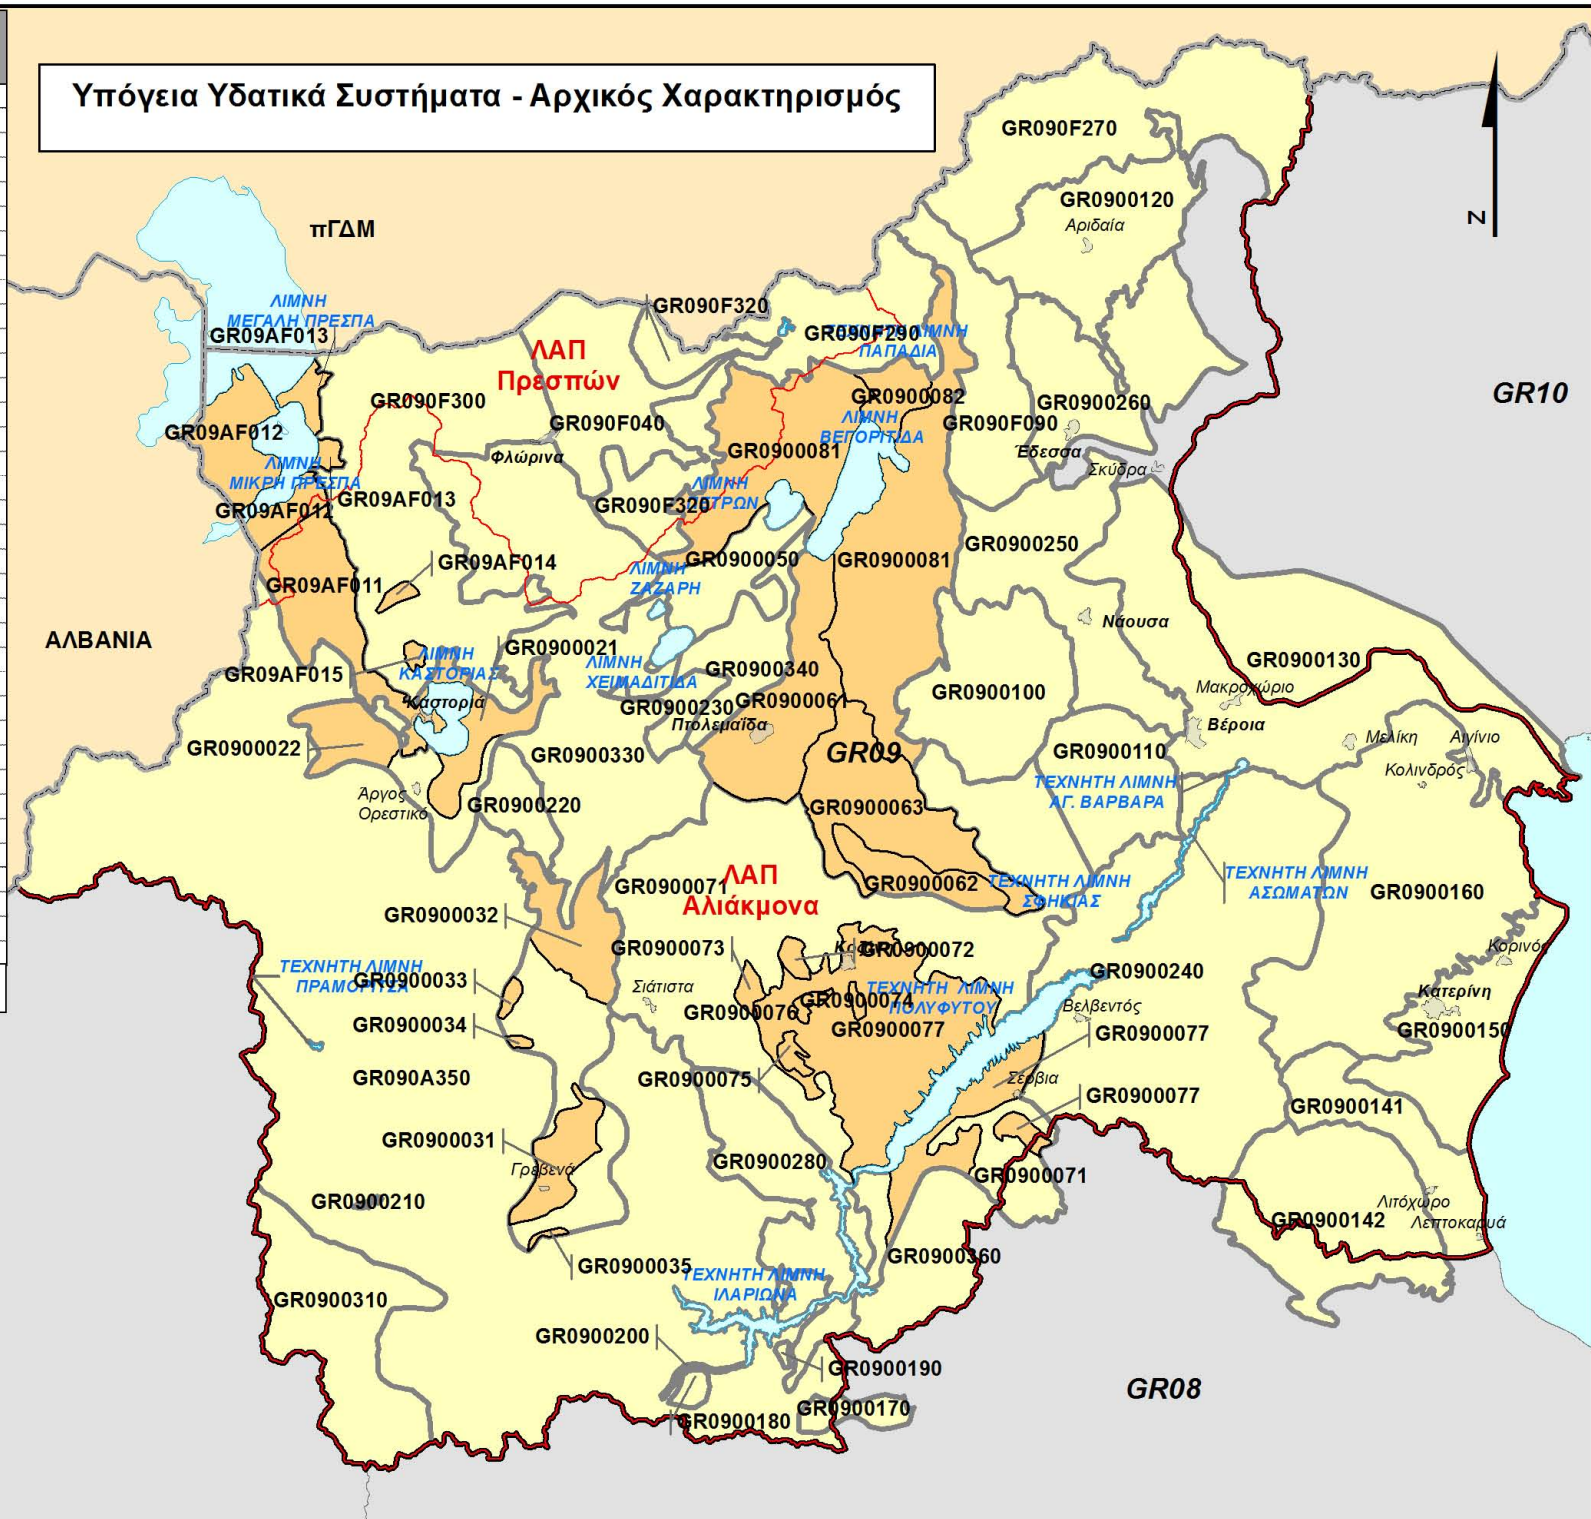 Υπόγεια Υδατικά Συστήματα - Αρχικός Χαρακτηρισμός
GR090F270
GR0900120
Αριδαία
Z
πΓΔΜ
ΛΙΜΝΗ
ΜΕΓΑΛΗ ΠΡΕΣΠΑ
GR09AF013
GR090F320
ΤΕΧΝΗΤΗ ΛΙΜΝΗ
ΠΑΠΑΔΙΑ
GR090F290
ΛΑΠ
Πρεσπών
GR090F300
GR0900082
GR0900260
GR10
GR09AF012
GR090F040
ΛΙΜΝΗ
ΒΕΓΟΡΙΤΙΔΑ
GR090F090
Φλώρινα
GR0900081
Έδεσσα
Σκύδρα
ΛΙΜΝΗ
ΜΙΚΡΗ ΠΡΕΣΠΑ
GR09AF013
GR090F320
ΛΙΜΝΗ
ΠΕΤΡΩΝ
GR09AF012
GR0900250
GR09AF014
GR0900050
GR0900081
GR09AF011
ΛΙΜΝΗ
ΖΑΖΑΡΗ
ΑΛΒΑΝΙΑ
Νάουσα
GR0900021
ΛΙΜΝΗ
ΚΑΣΤΟΡΙΑΣ
GR09AF015
ΛΙΜΝΗ
ΧΕΙΜΑΔΙΤΙΔΑ
GR0900340
GR0900130
Καστοριά
GR0900230
GR0900061
GR0900100
Μακροχώριο
Πτολεμαΐδα
Βέροια
GR0900022
GR0900330
GR09
GR0900110
Μελίκη
Αιγίνιο
Κολινδρός
Άργος
Ορεστικό
GR0900220
GR0900063
ΤΕΧΝΗΤΗ ΛΙΜΝΗ
ΑΓ. ΒΑΡΒΑΡΑ
GR0900071
ΛΑΠ
Αλιάκμονα
GR0900062
ΤΕΧΝΗΤΗ ΛΙΜΝΗ
ΣΦΗΚΙΑΣ
ΤΕΧΝΗΤΗ ΛΙΜΝΗ
ΑΣΩΜΑΤΩΝ
GR0900160
GR0900032
GR0900073
GR0900072
Κορινός
ΤΕΧΝΗΤΗ ΛΙΜΝΗ
ΠΡΑΜΟΡΙΤΣΑ
GR0900033
Σιάτιστα
GR0900240
ΤΕΧΝΗΤΗ ΛΙΜΝΗ
ΠΟΛΥΦΥΤΟΥ
GR0900074
GR0900076
Βελβεντός
Κατερίνη
GR0900034
GR0900077
GR0900077
GR0900150
GR090A350
GR0900075
Σέρβια
GR0900077
GR0900141
GR0900031
Γρεβενά
GR0900280
GR0900071
GR0900210
Λιτόχωρο
GR0900142
Λεπτοκαρυά
GR0900035
GR0900360
ΤΕΧΝΗΤΗ ΛΙΜΝΗ
ΙΛΑΡΙΩΝΑ
GR0900310
GR0900200
GR0900190
GR08
GR0900180
GR0900170